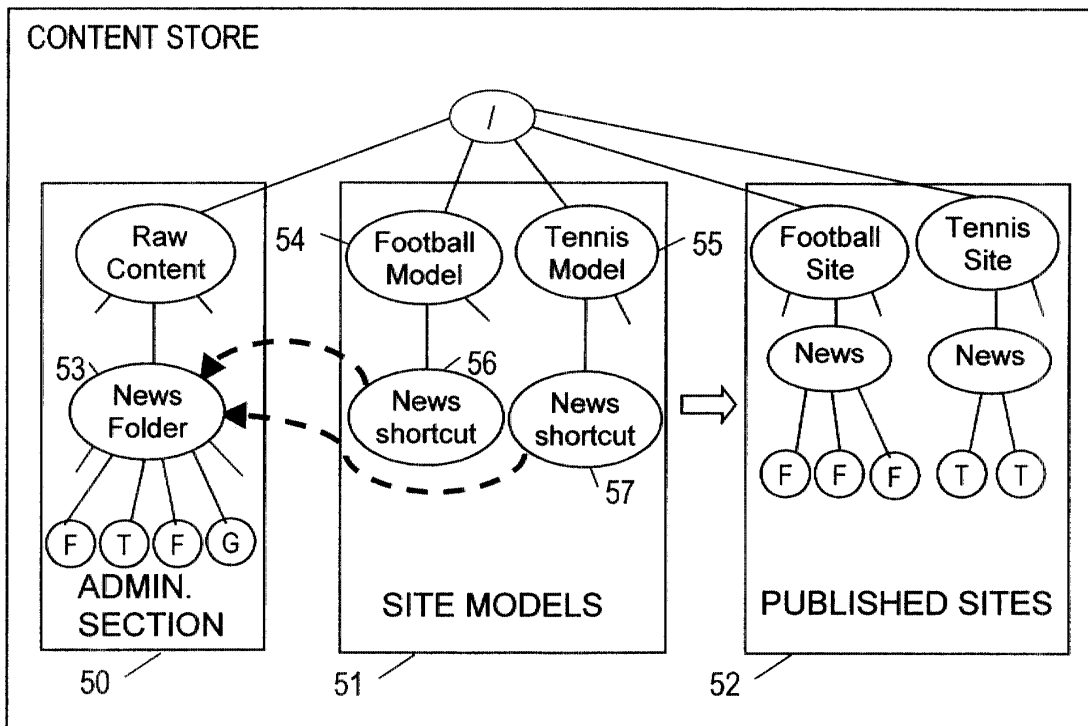 CONTENT STORE
/
Raw
Content
53
News
Folder
F T F G
ADMIN.
SECTION
50
54
Football
Model
Tennis
Model
55
56
News
shortcut
News
shortcut
57
SITE MODELS
51
Football
Site
Tennis
Site
News
News
F F F T T
PUBLISHED SITES
52